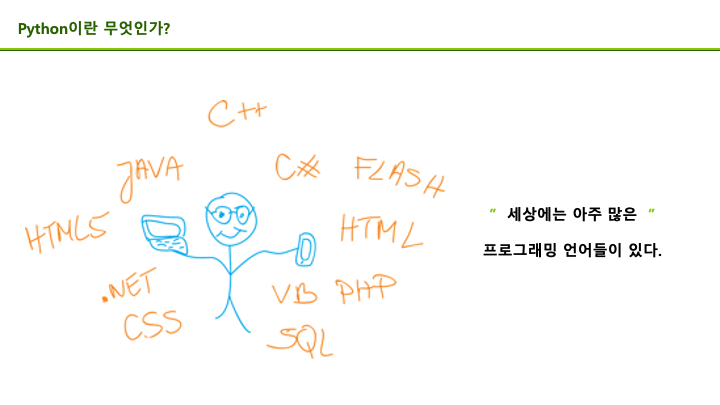 Python이란 무엇인가?
C++
JAVA
C#
FLASH
HTML5
HTML
.NET
VB
PHP
CSS
SQL
" 세상에는 아주 많은 "
프로그래밍 언어들이 있다.